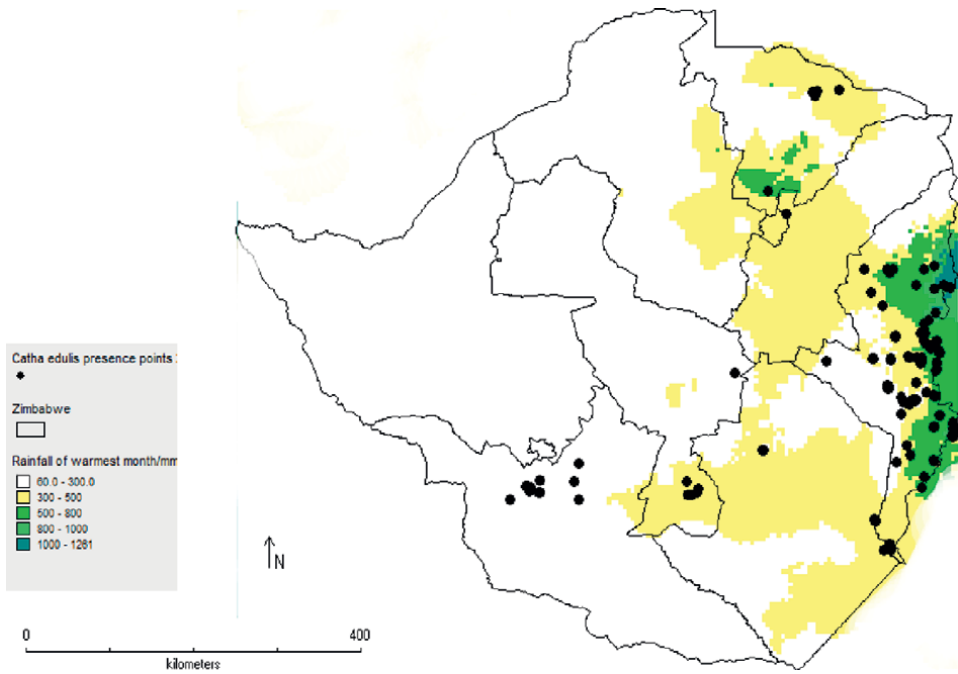 Catha edulis presence points :
Zimbabwe
Rainfall of warmest month/mm
60.0 - 300.0
300 - 500
500 - 800
800 - 1000
1000 - 1261
N
0 400
kilometers